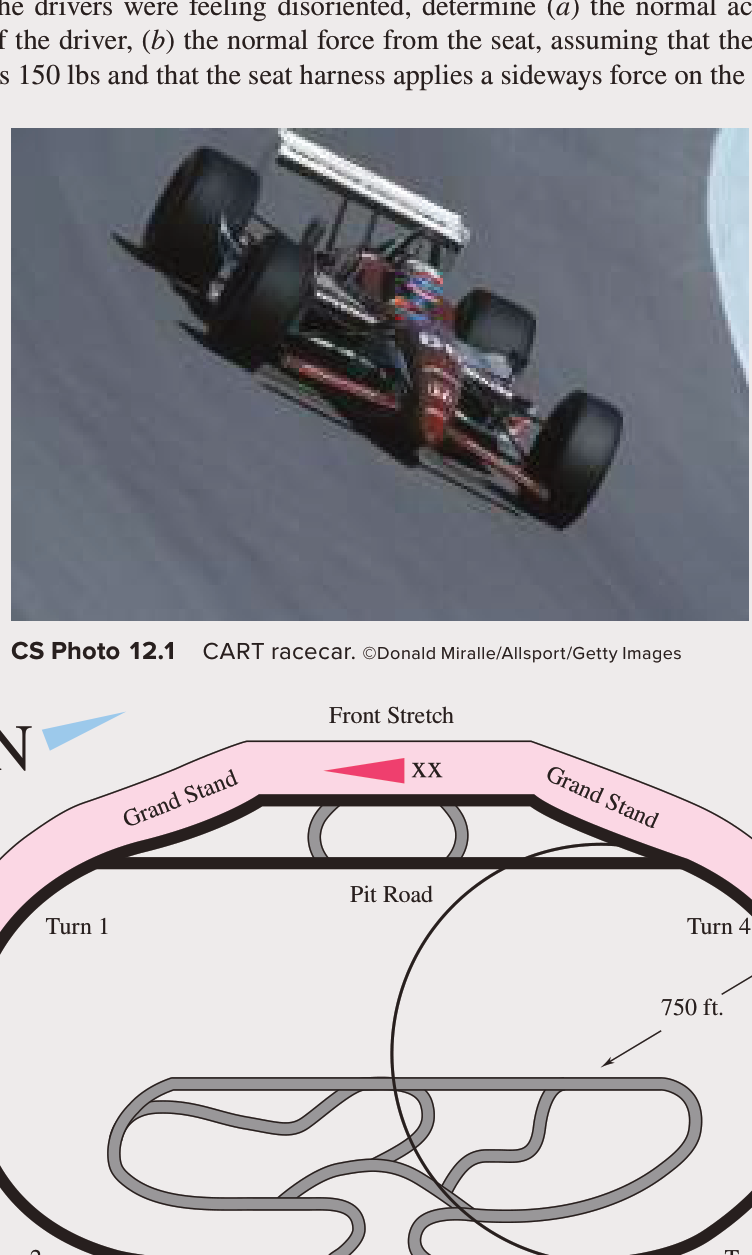 he drivers were feeling disoriented, determine (a) the normal ac
f the driver, (b) the normal force from the seat, assuming that the
s 150 lbs and that the seat harness applies a sideways force on the
CS Photo 12.1 CART racecar. ©Donald Miralle/Allsport/Getty Images
Front Stretch
N
XX
Grand Stand
Grand Stand
Pit Road
Turn 1
Turn 4
750 ft.